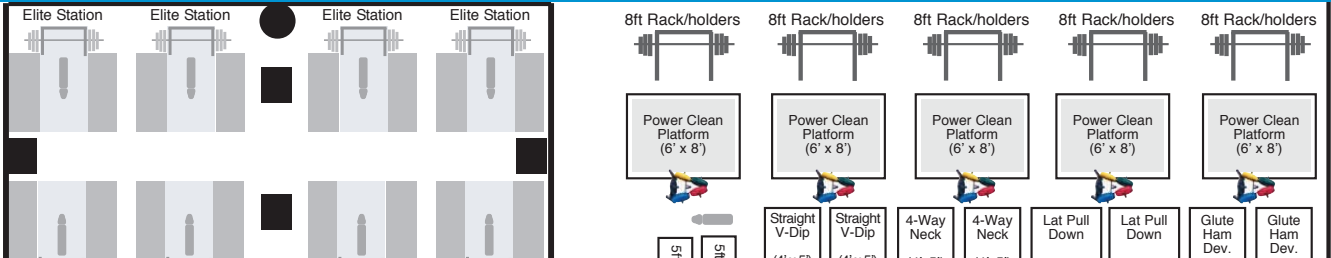 Elite Station
Elite Station
Elite Station
Elite Station
8ft Rack/holders
8ft Rack/holders
8ft Rack/holders
8ft Rack/holders
8ft Rack/holders
Power Clean
Platform
(6' x 8')
Power Clean
Platform
(6' x 8')
Power Clean
Platform
(6' x 8')
Power Clean
Platform
(6' x 8')
Power Clean
Platform
(6' x 8')
5ft
5ft
Straight
V-Dip
Straight
V-Dip
4-Way
Neck
4-Way
Neck
Lat Pull
Down
Lat Pull
Down
Glute
Ham
Dev.
Glute
Ham
Dev.